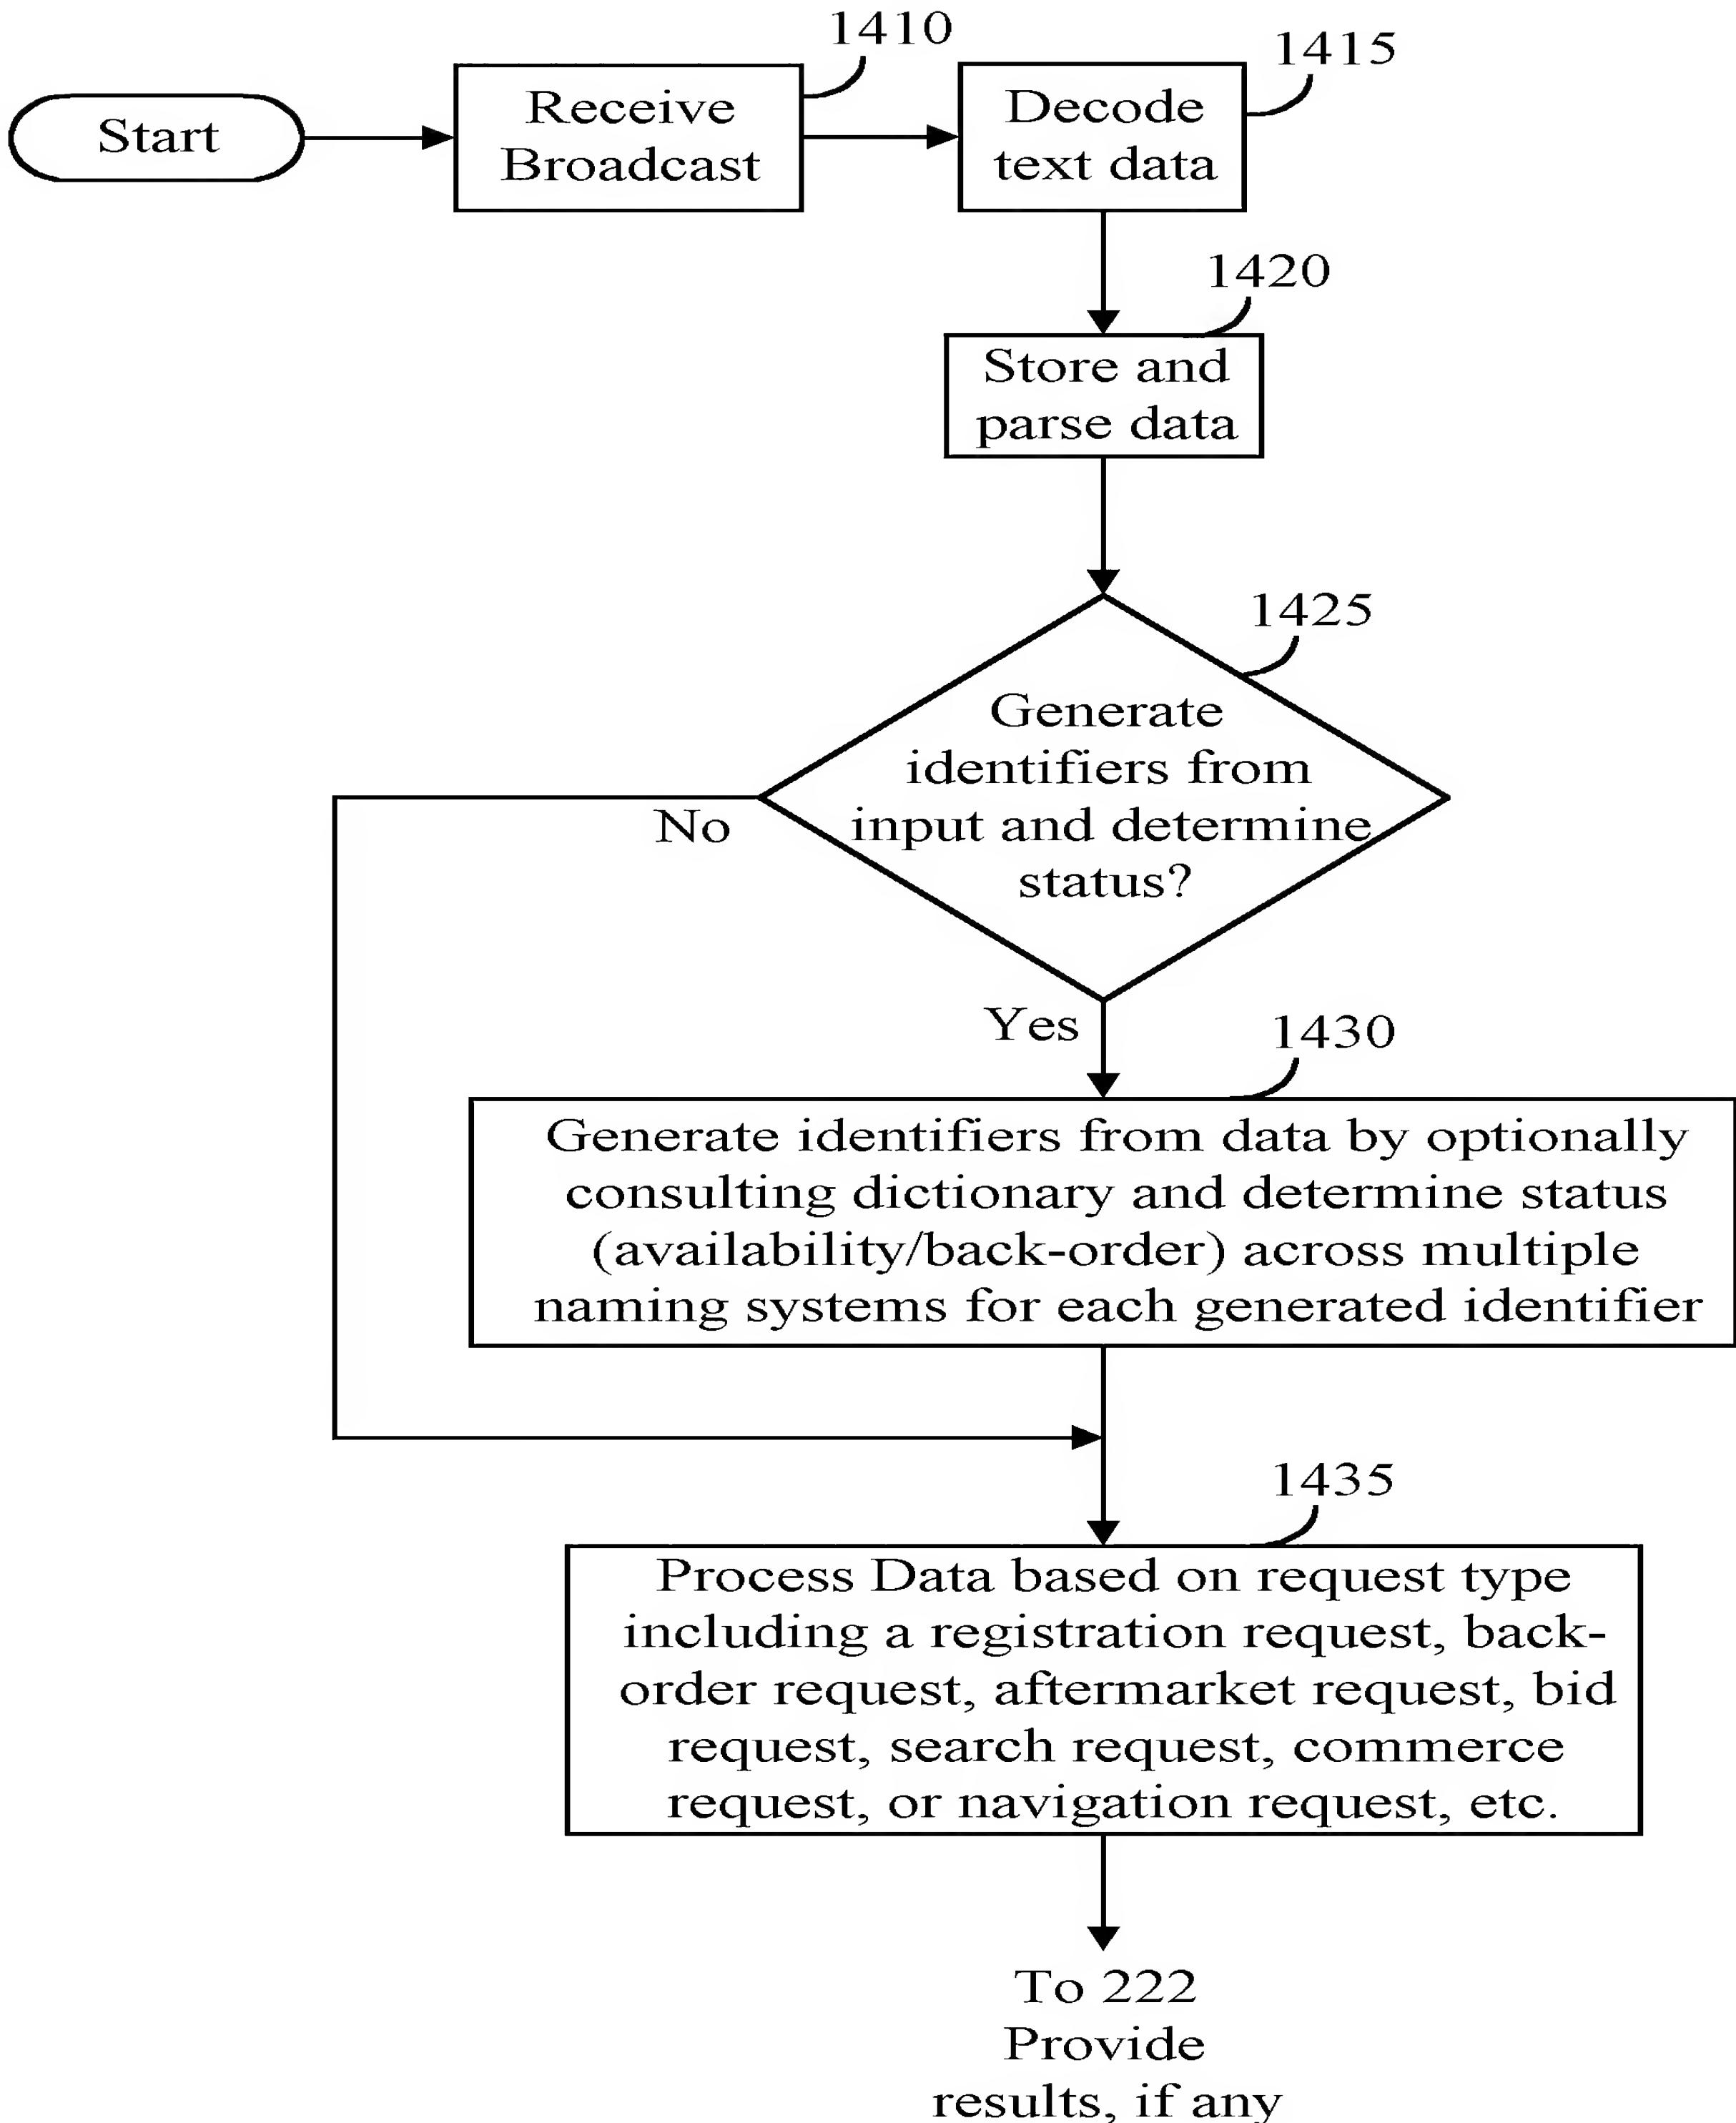 1410
1415
Start
Receive
Broadcast
Decode
text data
1420
Store and
parse data
1425
Generate
identifiers from
input and determine
status?
No
Yes
1430
Generate identifiers from data by optionally
consulting dictionary and determine status
(availability/back-order) across multiple
naming systems for each generated identifier
1435
Process Data based on request type
including a registration request, back-
order request, aftermarket request, bid
request, search request, commerce
request, or navigation request, etc.
To 222
Provide
results, if any